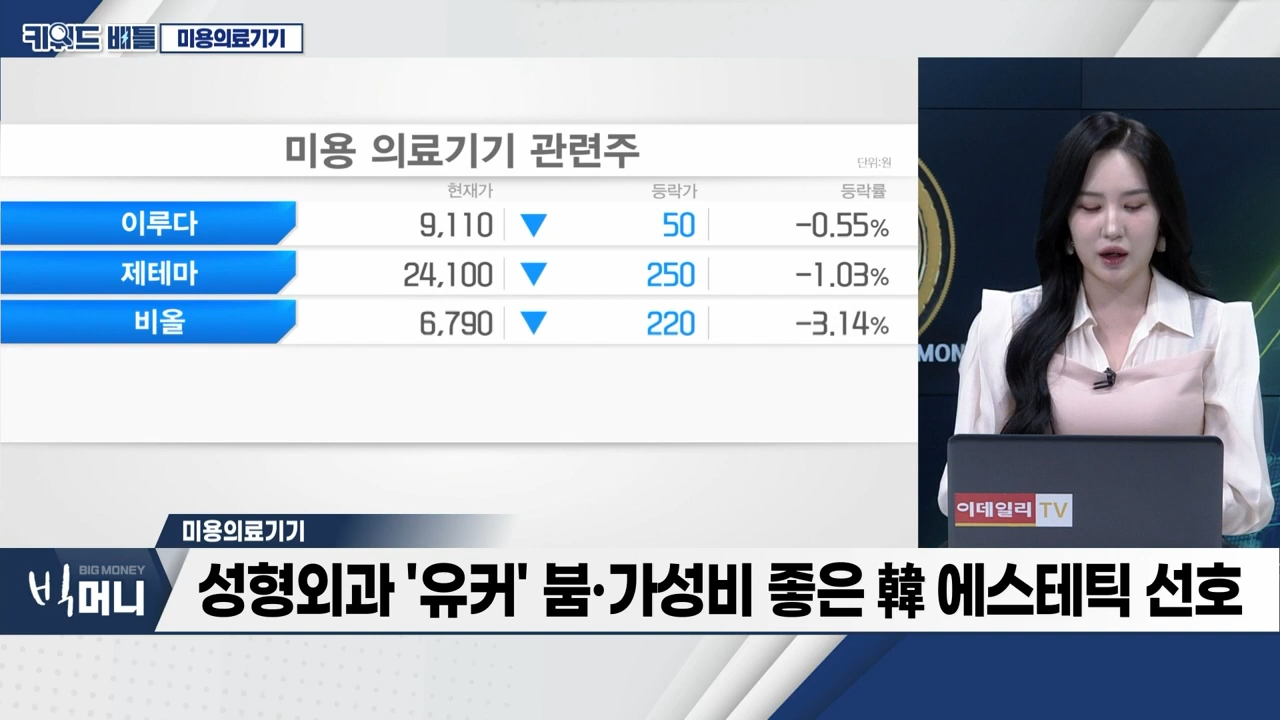 키워드 배틀 미용의료기기
미용 의료기기 관련주
단위:원
현재가 등락가 등락률
이루다 9,110 ▼ 50 -0.55%
제테마 24,100 ▼ 250 -1.03%
비올 6,790 ▼ 220 -3.14%
MON
이데일리 TV
미용의료기기
BIG MONEY
빅머니
성형외과 '유커' 붐·가성비 좋은 韓 에스테틱 선호